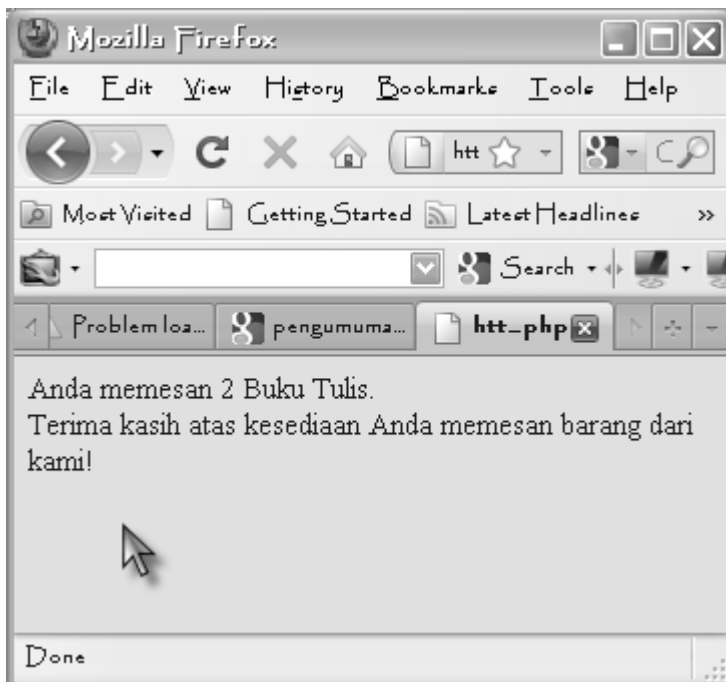 Mozilla Firefox
File Edit View History Bookmarks Tools Help
htt
Most Visited Getting Started Latest Headlines »
Search
Problem loa... pengumuma... htt_php
Anda memesan 2 Buku Tulis.
Terima kasih atas kesediaan Anda memesan barang dari
kami!
Done